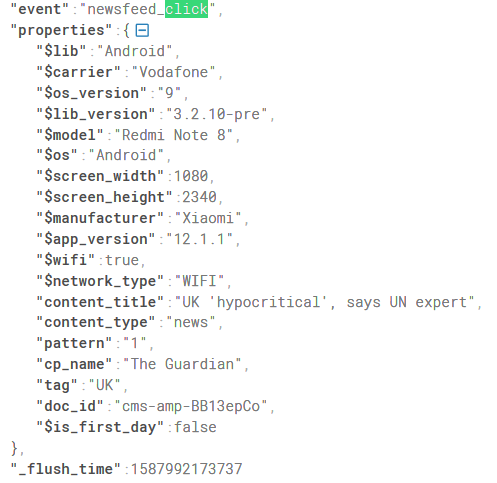 "event":"newsfeed_click",
"properties":{
"$lib":"Android",
"$carrier":"Vodafone",
"$os_version":"9",
"$lib_version":"3.2.10-pre",
"$model":"Redmi Note 8",
"$os":"Android",
"$screen_width":1080,
"$screen_height":2340,
"$manufacturer":"Xiaomi",
"$app_version":"12.1.1",
"$wifi":true,
"$network_type":"WIFI",
"content_title":"UK 'hypocritical', says UN expert",
"content_type":"news",
"pattern":"1",
"cp_name":"The Guardian",
"tag":"UK",
"doc_id":"cms-amp-BB13epCo",
"$is_first_day":false
},
"_flush_time":1587992173737